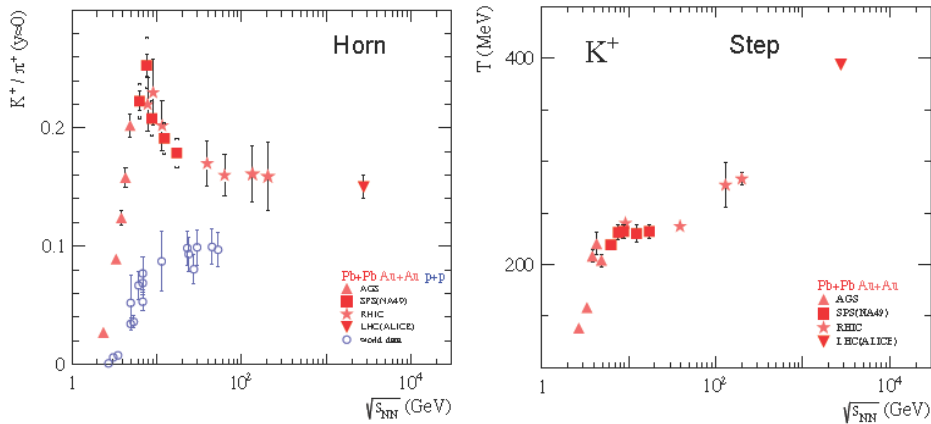 Horn
K⁺ / π⁺ (y≈0)
0.2
0.1
0
Pb+Pb Au+Au p+p
AGS
SPS(NA49)
RHIC
LHC(ALICE)
world data
1
10²
10⁴
√s_NN (GeV)
K⁺
Step
T (MeV)
400
200
Pb+Pb Au+Au
AGS
SPS(NA49)
RHIC
LHC(ALICE)
1
10²
10⁴
√s_NN (GeV)